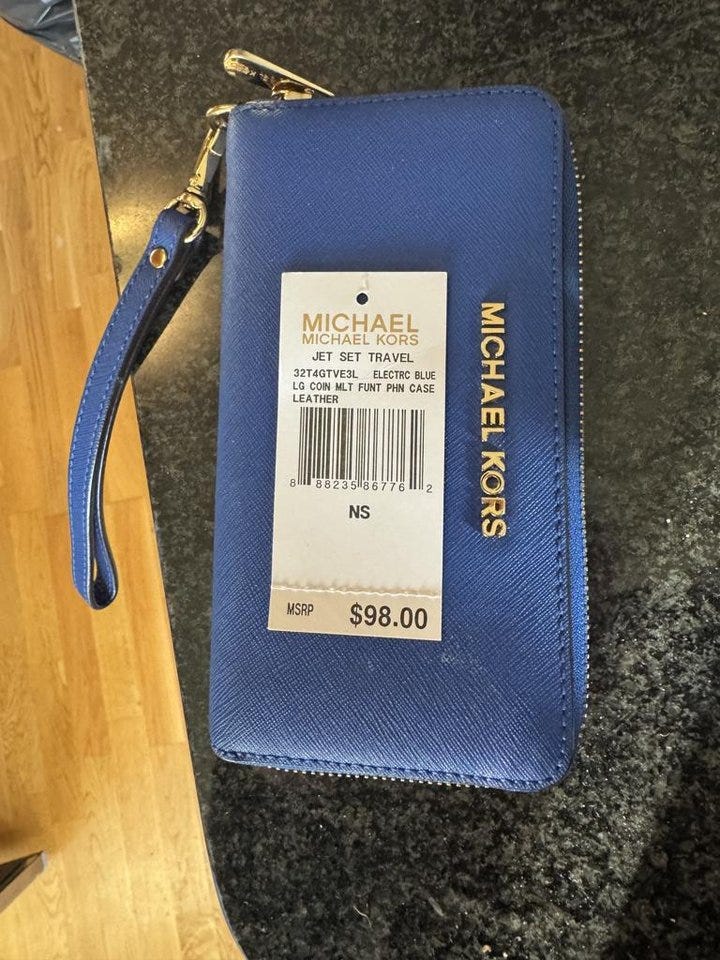 MICHAEL
MICHAEL KORS
JET SET TRAVEL
32T4GTVE3L ELECTRC BLUE
LG COIN MLT FUNT PHN CASE
LEATHER
8 88235 86776 2
NS
MSRP $98.00
MICHAEL KORS